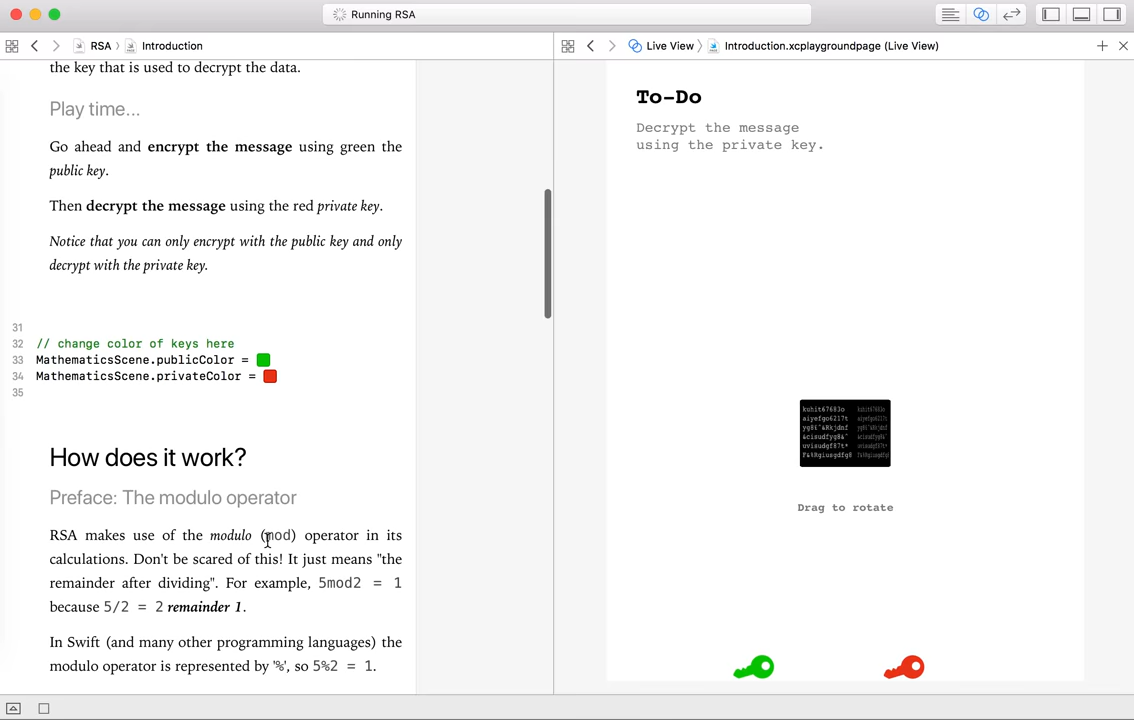 Running RSA
RSA
Introduction
Live View
Introduction.xcplaygroundpage (Live View)
the key that is used to decrypt the data.
Play time...
Go ahead and encrypt the message using green the
public key.
Then decrypt the message using the red private key.
Notice that you can only encrypt with the public key and only
decrypt with the private key.
31
32 // change color of keys here
33 MathematicsScene.publicColor =
34 MathematicsScene.privateColor =
35
How does it work?
Preface: The modulo operator
RSA makes use of the modulo (mod) operator in its
calculations. Don't be scared of this! It just means "the
remainder after dividing". For example, 5mod2 = 1
because 5/2 = 2 remainder 1.
In Swift (and many other programming languages) the
modulo operator is represented by '%', so 5%2 = 1.
To-Do
Decrypt the message
using the private key.
kuhit67683o
aiyefgo6217t
Drag to rotate